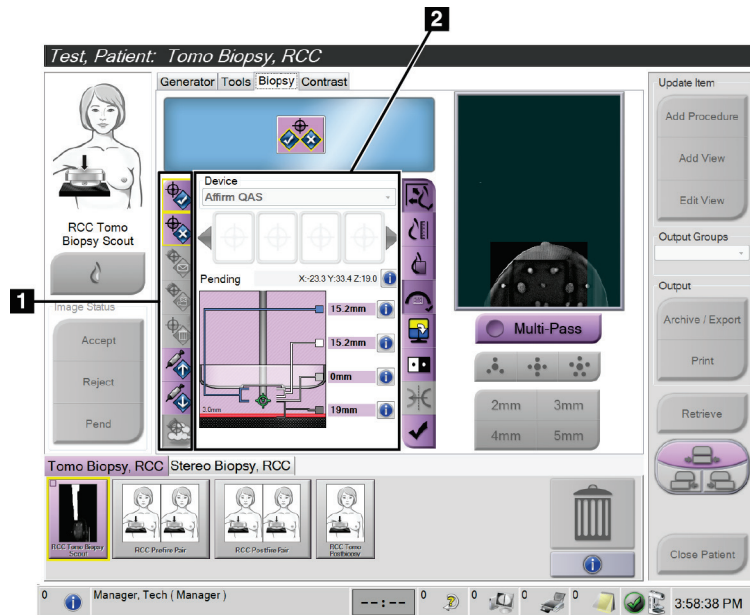 2
Test, Patient: Tomo Biopsy, RCC
Generator Tools Biopsy Contrast
Update Item
Add Procedure
Add View
Edit View
Output Groups
Output
Archive / Export
Print
Retrieve
Close Patient
RCC Tomo
Biopsy Scout
1
Image Status
Accept
Reject
Pend
Device
Affirm QAS
Pending X:-23.3 Y:33.4 Z:19.0
15.2mm
15.2mm
0mm
19mm
3.0mm
Multi-Pass
2mm 3mm
4mm 5mm
Tomo Biopsy, RCC Stereo Biopsy, RCC
RCC Tomo Biopsy
Scout
RCC Prefire Pair
RCC Postfire Pair
RCC Tomo
Postbiopsy
0 Manager, Tech ( Manager ) --:-- 0 0 0 0 3:58:38 PM